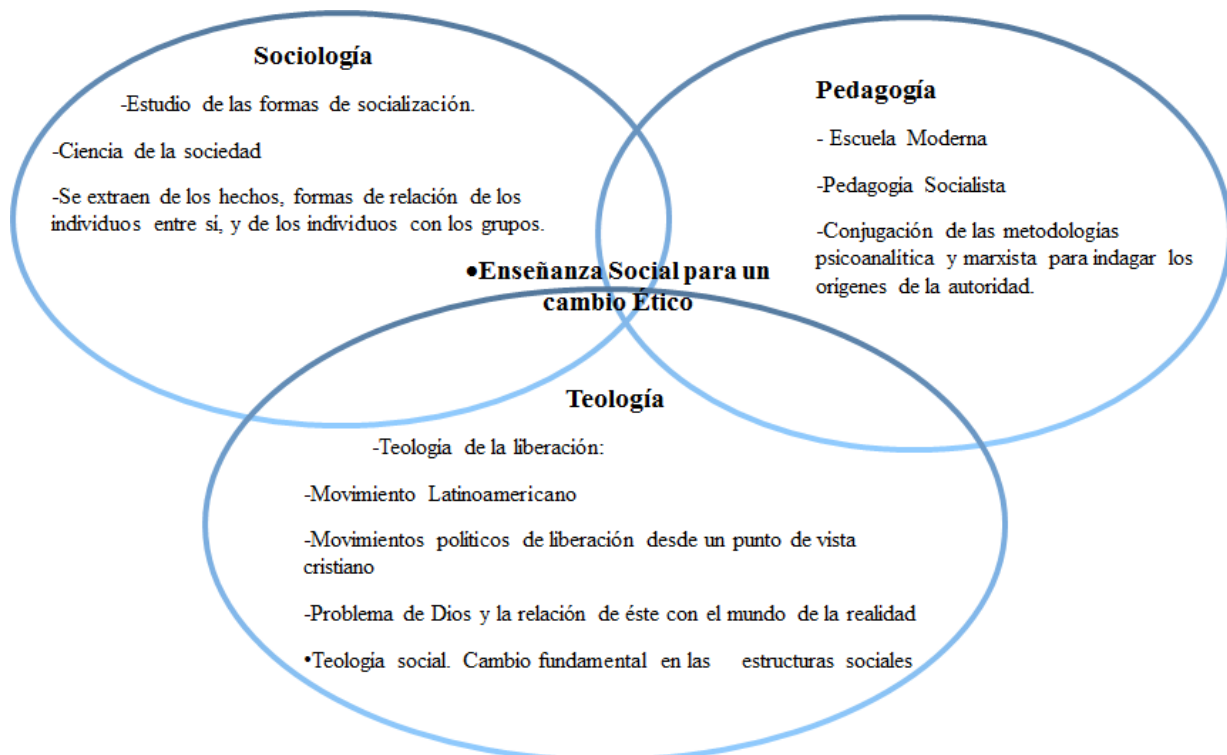 Sociología
-Estudio de las formas de socialización.
-Ciencia de la sociedad
-Se extraen de los hechos, formas de relación de los
individuos entre sí, y de los individuos con los grupos.
Pedagogía
- Escuela Moderna
-Pedagogía Socialista
-Conjugación de las metodologías
psicoanalítica y marxista para indagar los
orígenes de la autoridad.
•Enseñanza Social para un
cambio Ético
Teología
-Teología de la liberación:
-Movimiento Latinoamericano
-Movimientos políticos de liberación desde un punto de vista
cristiano
-Problema de Dios y la relación de éste con el mundo de la realidad
•Teología social. Cambio fundamental en las estructuras sociales